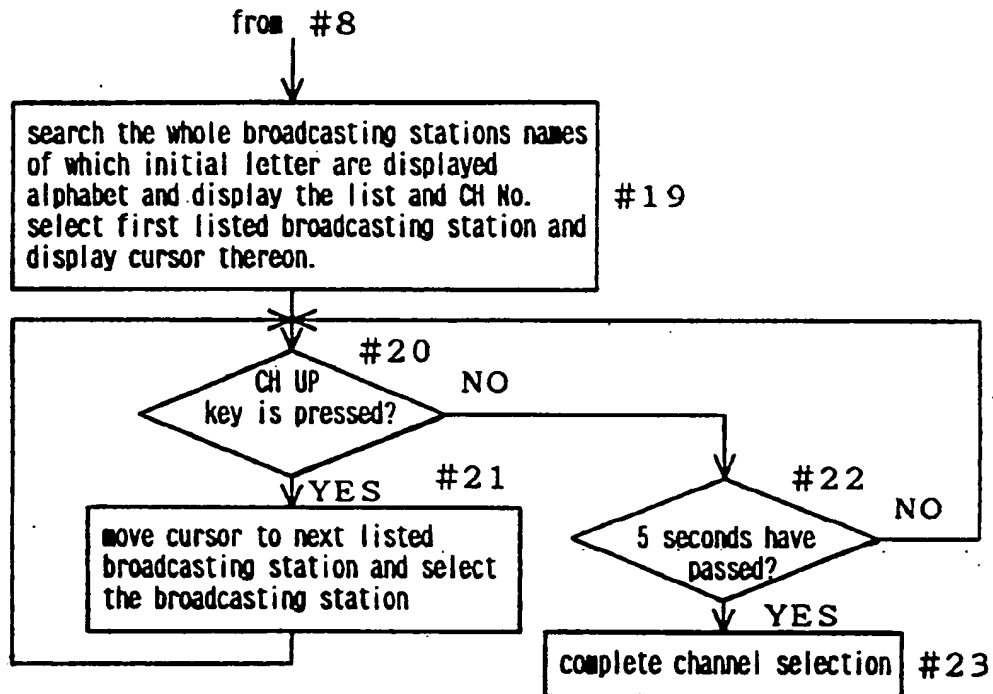 from #8
search the whole broadcasting stations names
of which initial letter are displayed
alphabet and display the list and CH No.
select first listed broadcasting station and
display cursor thereon.
#19
#20
CH UP
key is pressed?
NO
#21
YES
move cursor to next listed
broadcasting station and select
the broadcasting station
#22
NO
5 seconds have
passed?
YES
complete channel selection
#23